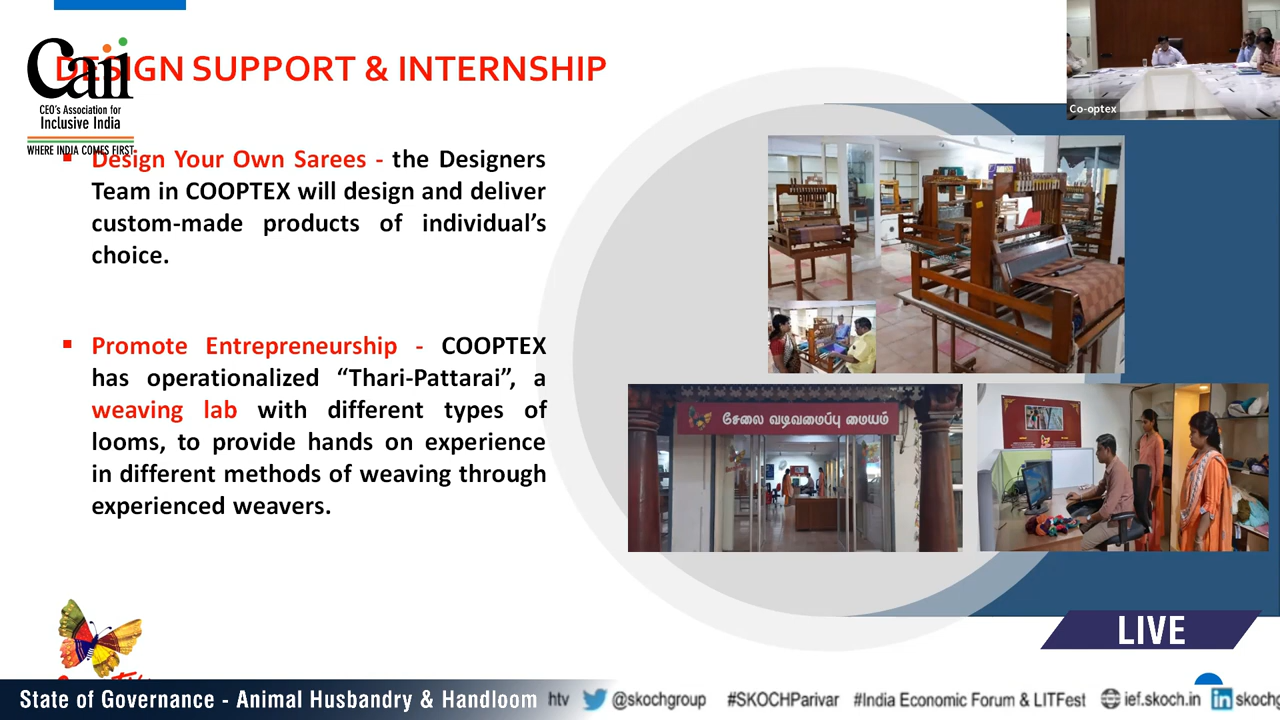 DESIGN SUPPORT & INTERNSHIP
Caii
CEO's Association for
Inclusive India
WHERE INDIA COMES FIRST
Co-optex
▪ Design Your Own Sarees - the Designers
Team in COOPTEX will design and deliver
custom-made products of individual's
choice.
▪ Promote Entrepreneurship - COOPTEX
has operationalized “Thari-Pattarai”, a
weaving lab with different types of
looms, to provide hands on experience
in different methods of weaving through
experienced weavers.
சேலை வடிவமைப்பு மையம்
LIVE
State of Governance - Animal Husbandry & Handloom
htv @skochgroup #SKOCHParivar #India Economic Forum & LITFest ief.skoch.in in skochg